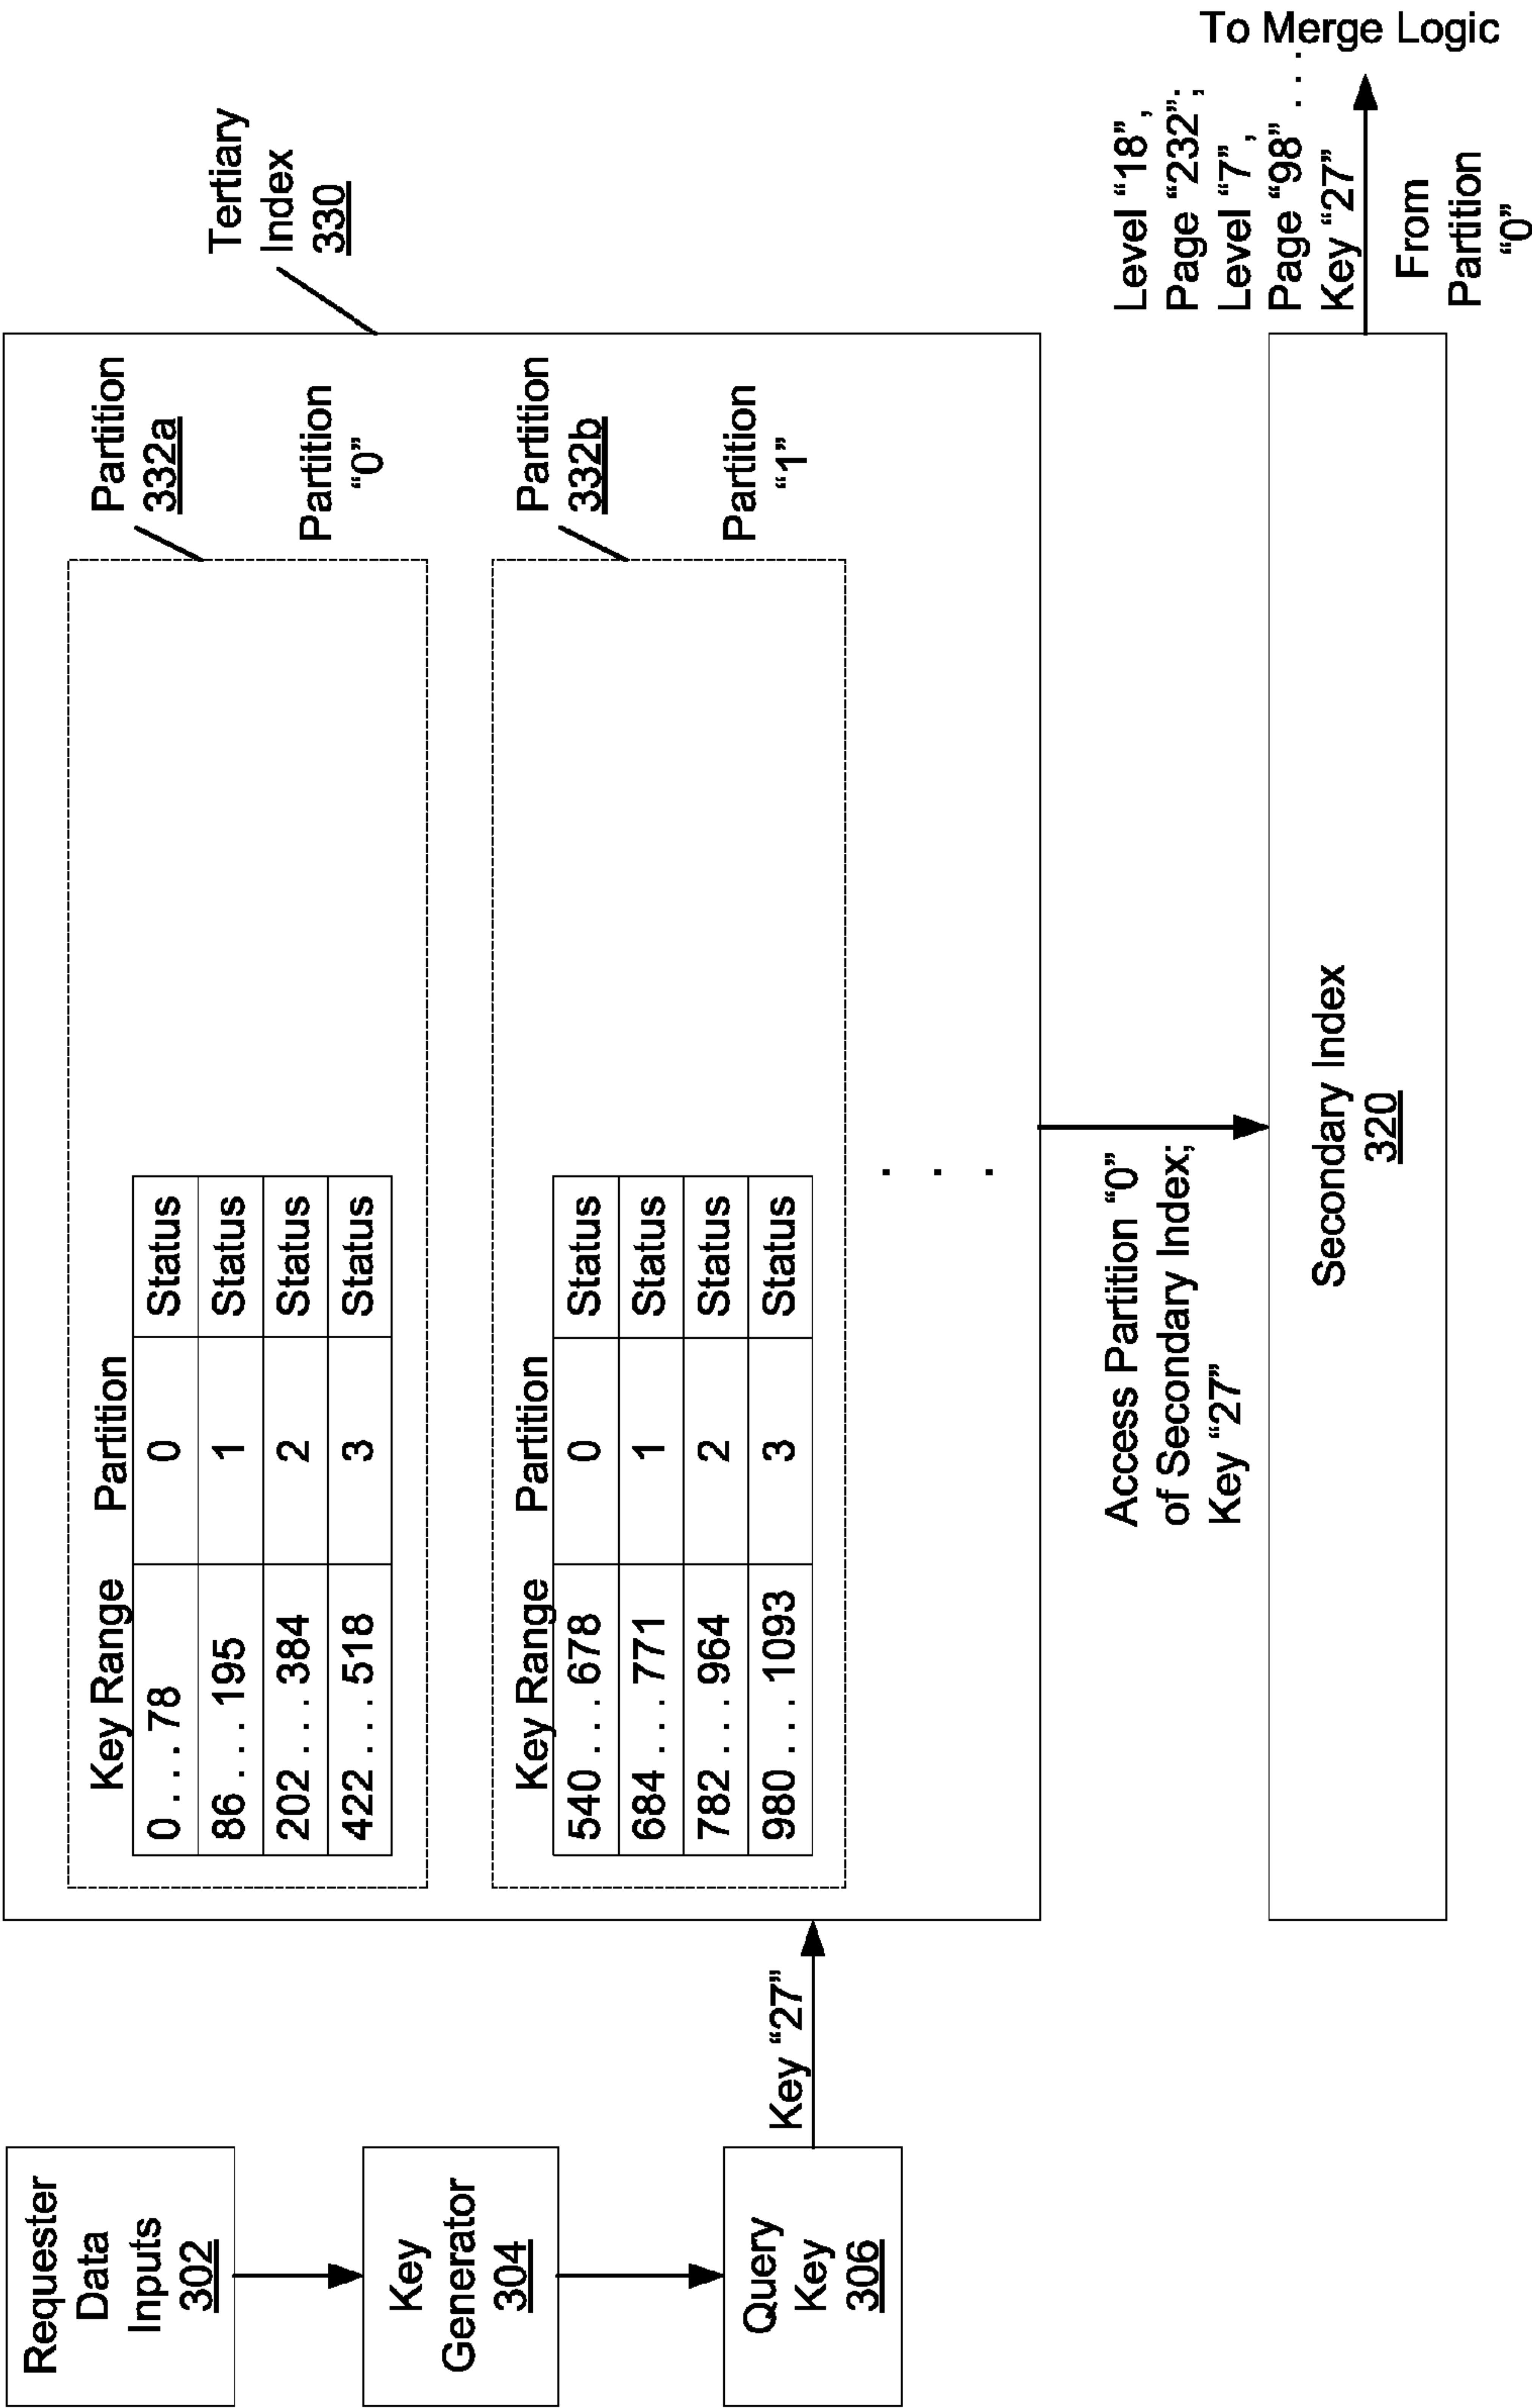 Requester
Data
Inputs
302
Key
Generator
304
Query
Key
306
Key “27”
Tertiary
Index
330
Partition
332a
Partition
“0”
Key Range Partition
0 . . . 78 0 Status
86 . . . 195 1 Status
202 . . . 384 2 Status
422 . . . 518 3 Status
Partition
332b
Partition
“1”
Key Range Partition
540 . . . 678 0 Status
684 . . . 771 1 Status
782 . . . 964 2 Status
980 . . . 1093 3 Status
. . .
Access Partition “0”
of Secondary Index;
Key “27”
Secondary Index
320
Level “18”,
Page “232”;
Level “7”,
Page “98” . . .
Key “27”
From
Partition
“0”
To Merge Logic